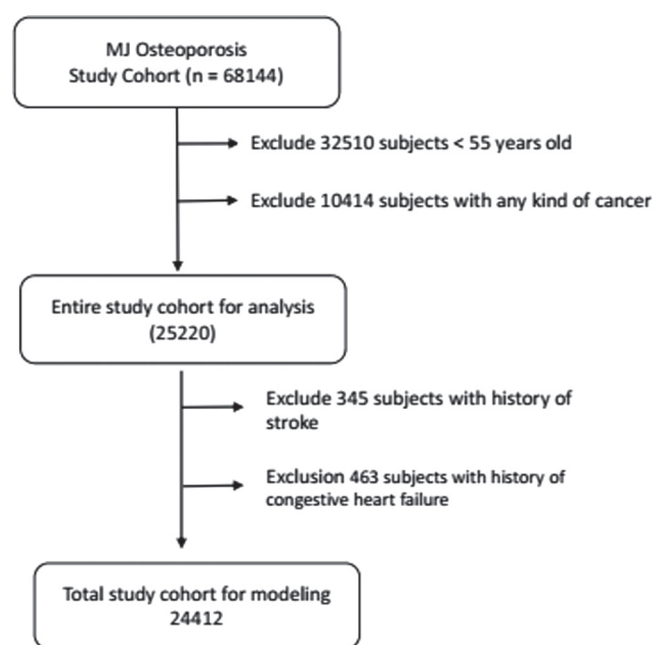 MJ Osteoporosis
Study Cohort (n = 68144)
Exclude 32510 subjects < 55 years old
Exclude 10414 subjects with any kind of cancer
Entire study cohort for analysis
(25220)
Exclude 345 subjects with history of
stroke
Exclusion 463 subjects with history of
congestive heart failure
Total study cohort for modeling
24412